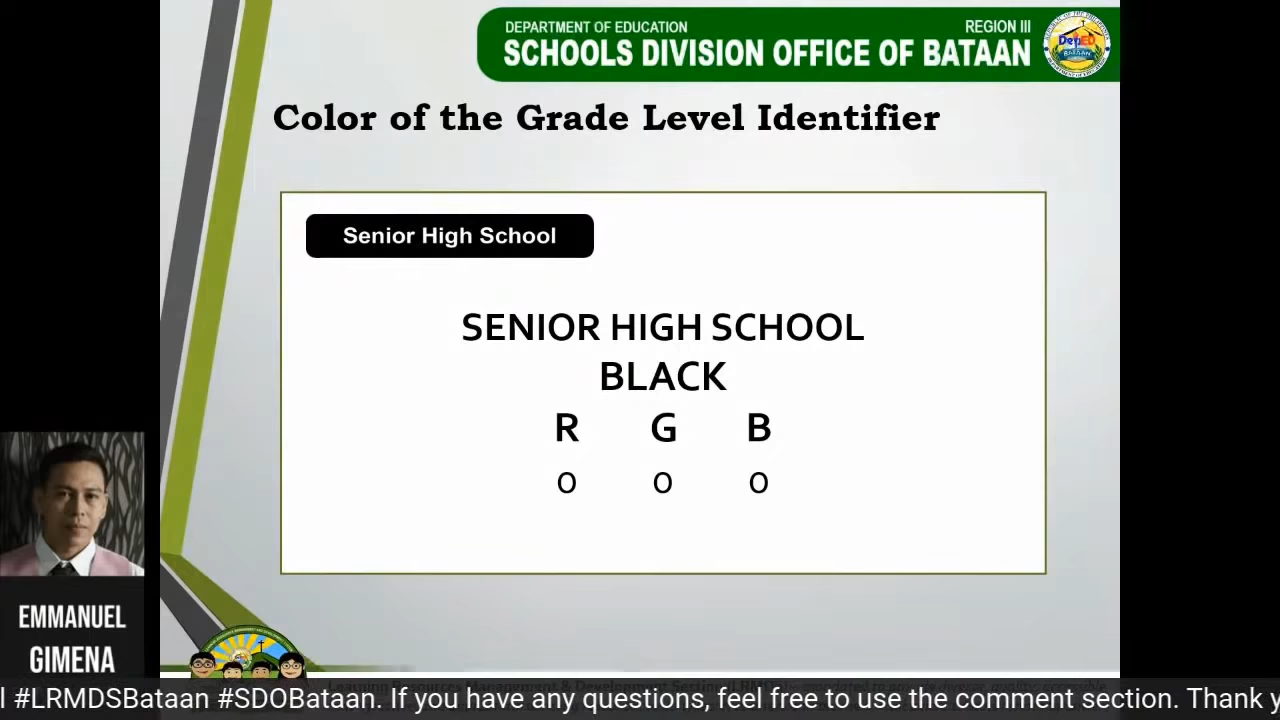 DEPARTMENT OF EDUCATION
REGION III
SCHOOLS DIVISION OFFICE OF BATAAN
DepED
BATAAN
Color of the Grade Level Identifier
Senior High School
SENIOR HIGH SCHOOL
BLACK
R G B
0 0 0
EMMANUEL
GIMENA
#LRMDSBataan #SDOBataan. If you have any questions, feel free to use the comment section. Thank